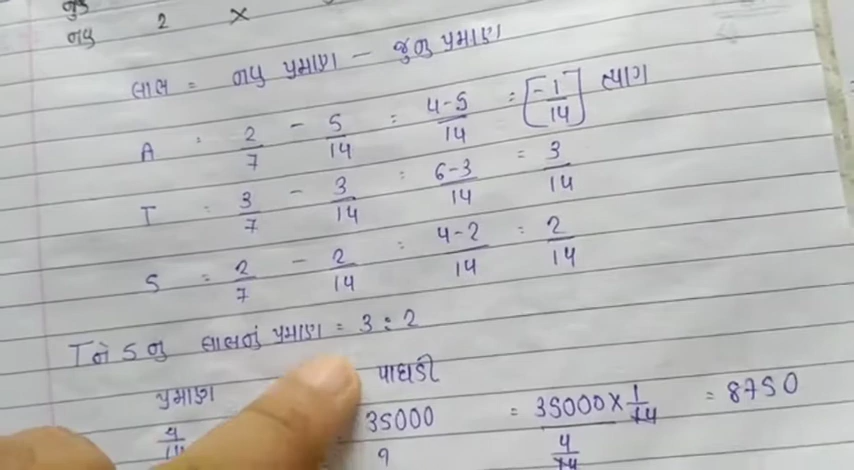 નવુ 2 ×
લાભ = નવુ પ્રમાણ – જુનુ પ્રમાણ
A : 2/7 – 5/14 : 4-5/14 = [-1/14] ત્યાગ
T : 3/7 – 3/14 : 6-3/14 = 3/14
S = 2/7 – 2/14 : 4-2/14 : 2/14
T ને S નુ લાભનું પ્રમાણ = 3:2
પ્રમાણ પાઘડી
4/14 35000 = 35000×1/14 = 8750
? 4/14